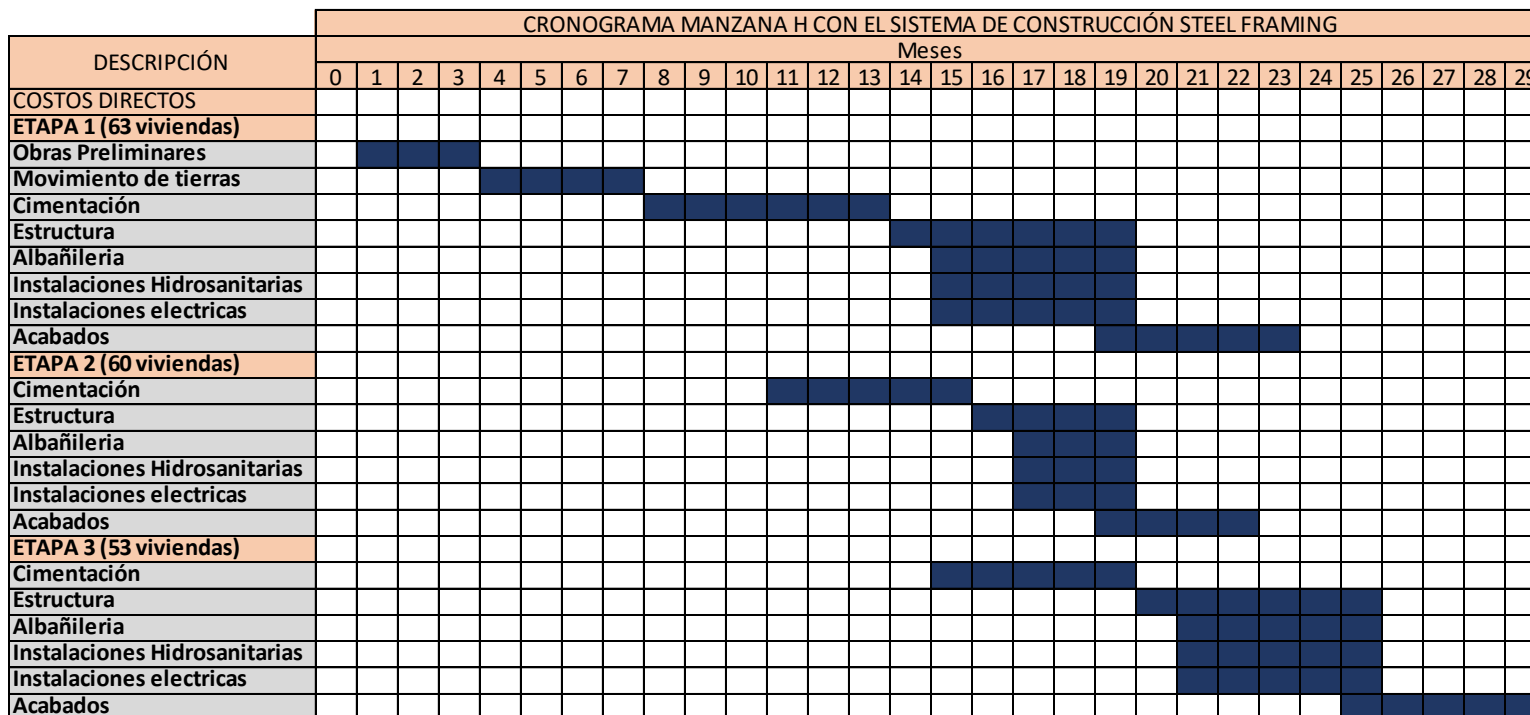 CRONOGRAMA MANZANA H CON EL SISTEMA DE CONSTRUCCIÓN STEEL FRAMING
DESCRIPCIÓN
Meses
0 1 2 3 4 5 6 7 8 9 10 11 12 13 14 15 16 17 18 19 20 21 22 23 24 25 26 27 28 29
COSTOS DIRECTOS
ETAPA 1 (63 viviendas)
Obras Preliminares
Movimiento de tierras
Cimentación
Estructura
Albañileria
Instalaciones Hidrosanitarias
Instalaciones electricas
Acabados
ETAPA 2 (60 viviendas)
Cimentación
Estructura
Albañileria
Instalaciones Hidrosanitarias
Instalaciones electricas
Acabados
ETAPA 3 (53 viviendas)
Cimentación
Estructura
Albañileria
Instalaciones Hidrosanitarias
Instalaciones electricas
Acabados